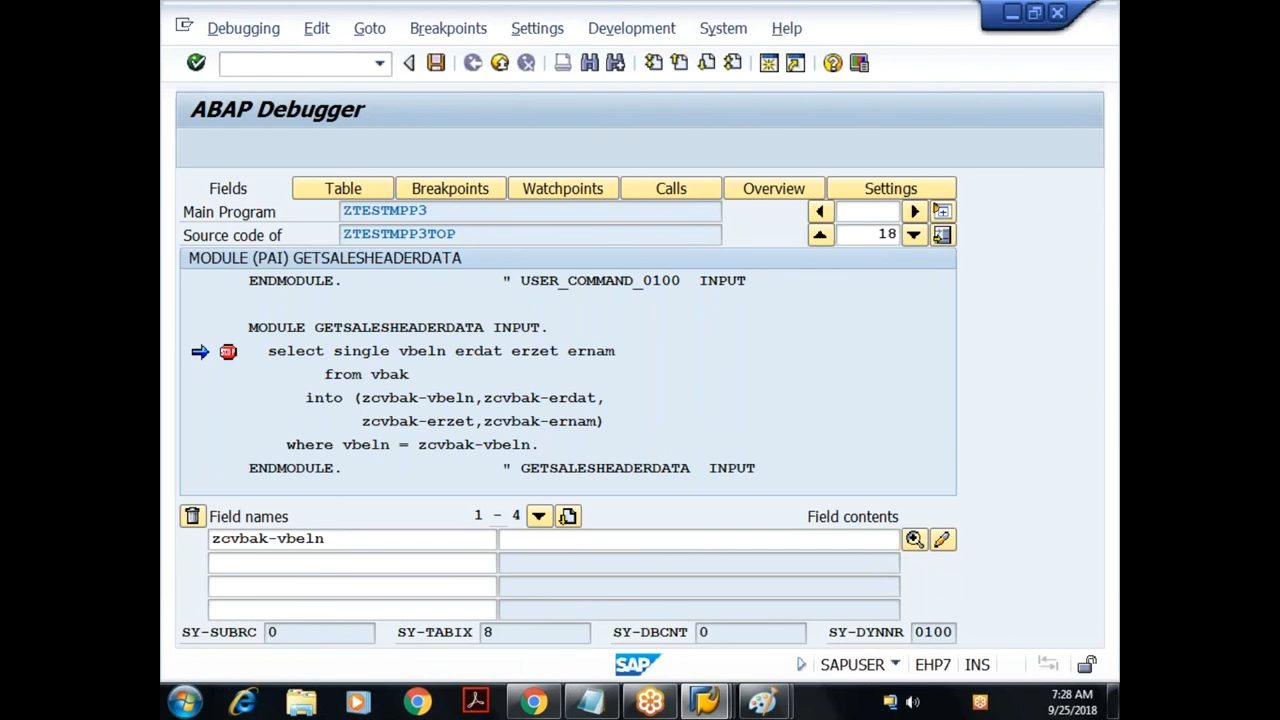 Debugging Edit Goto Breakpoints Settings Development System Help
ABAP Debugger
Fields Table Breakpoints Watchpoints Calls Overview Settings
Main Program ZTESTMPP3
Source code of ZTESTMPP3TOP 18
MODULE (PAI) GETSALESHEADERDATA
ENDMODULE. " USER_COMMAND_0100 INPUT
MODULE GETSALESHEADERDATA INPUT.
select single vbeln erdat erzet ernam
from vbak
into (zcvbak-vbeln,zcvbak-erdat,
zcvbak-erzet,zcvbak-ernam)
where vbeln = zcvbak-vbeln.
ENDMODULE. " GETSALESHEADERDATA INPUT
Field names 1 - 4 Field contents
zcvbak-vbeln
SY-SUBRC 0 SY-TABIX 8 SY-DBCNT 0 SY-DYNNR 0100
SAP SAPUSER EHP7 INS
7:28 AM
9/25/2018